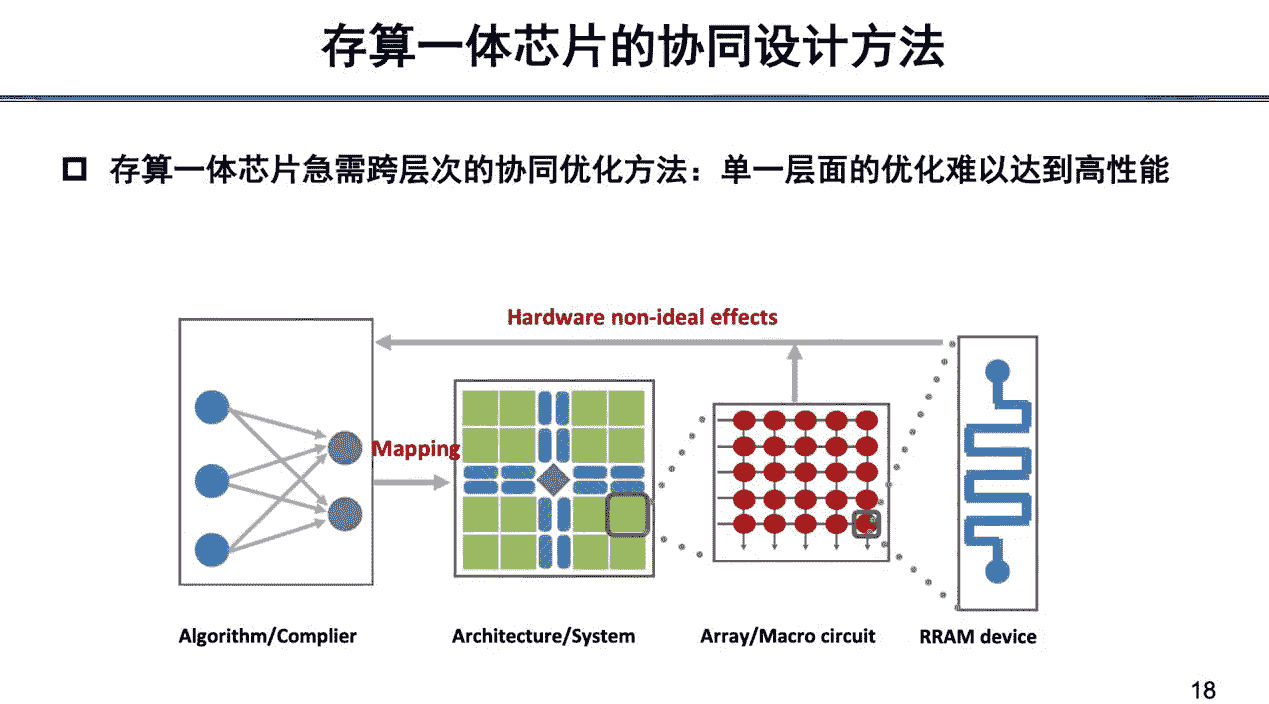 存算一体芯片的协同设计方法
存算一体芯片急需跨层次的协同优化方法：单一层面的优化难以达到高性能
Hardware non-ideal effects
Mapping
Algorithm/Complier
Architecture/System
Array/Macro circuit
RRAM device
18